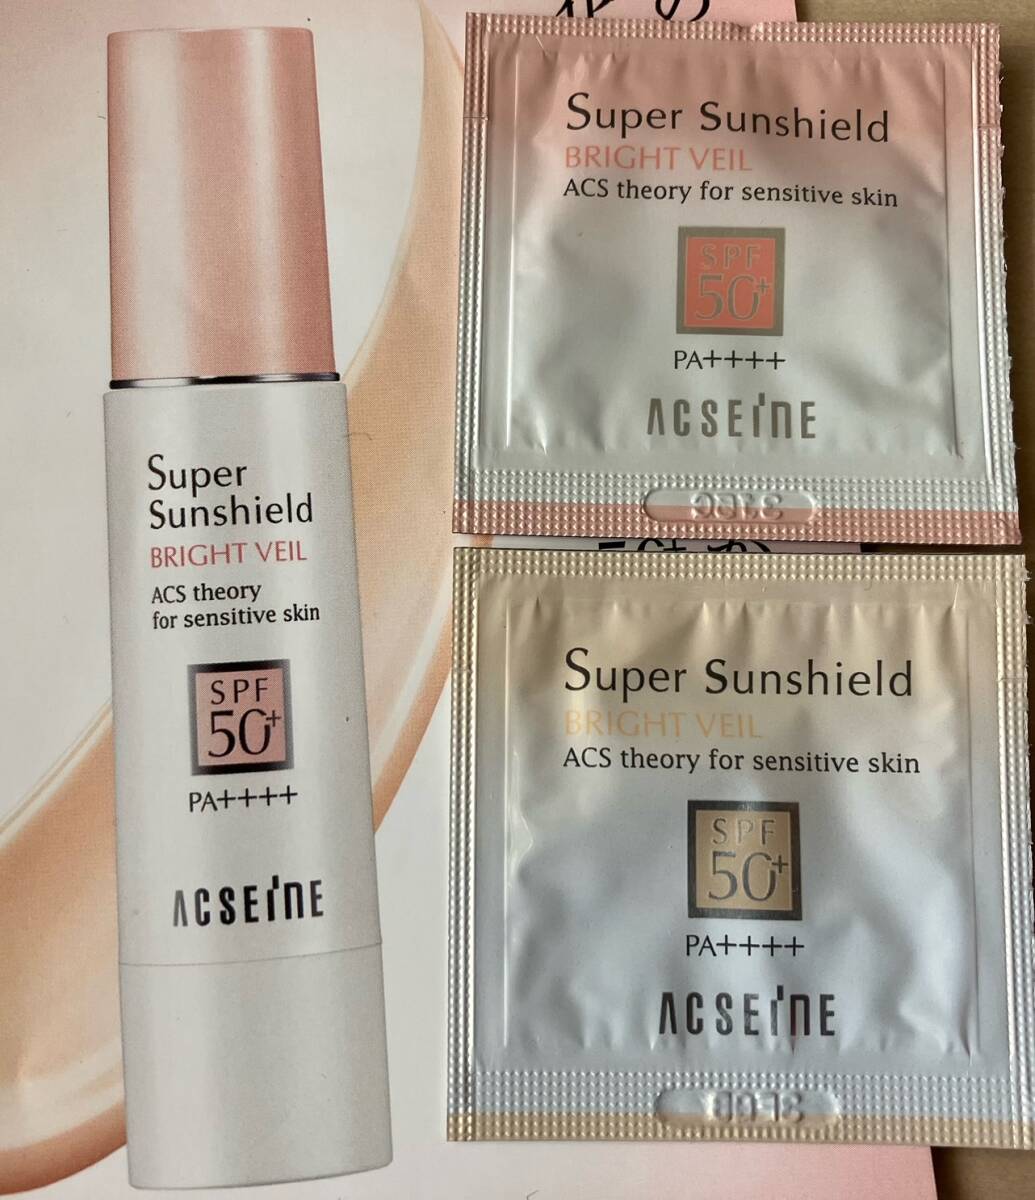 Super
Sunshield
BRIGHT VEIL
ACS theory
for sensitive skin
SPF
50+
PA++++
ACSEINE
Super Sunshield
BRIGHT VEIL
ACS theory for sensitive skin
SPF
50+
PA++++
ACSEINE
Super Sunshield
BRIGHT VEIL
ACS theory for sensitive skin
SPF
50+
PA++++
ACSEINE